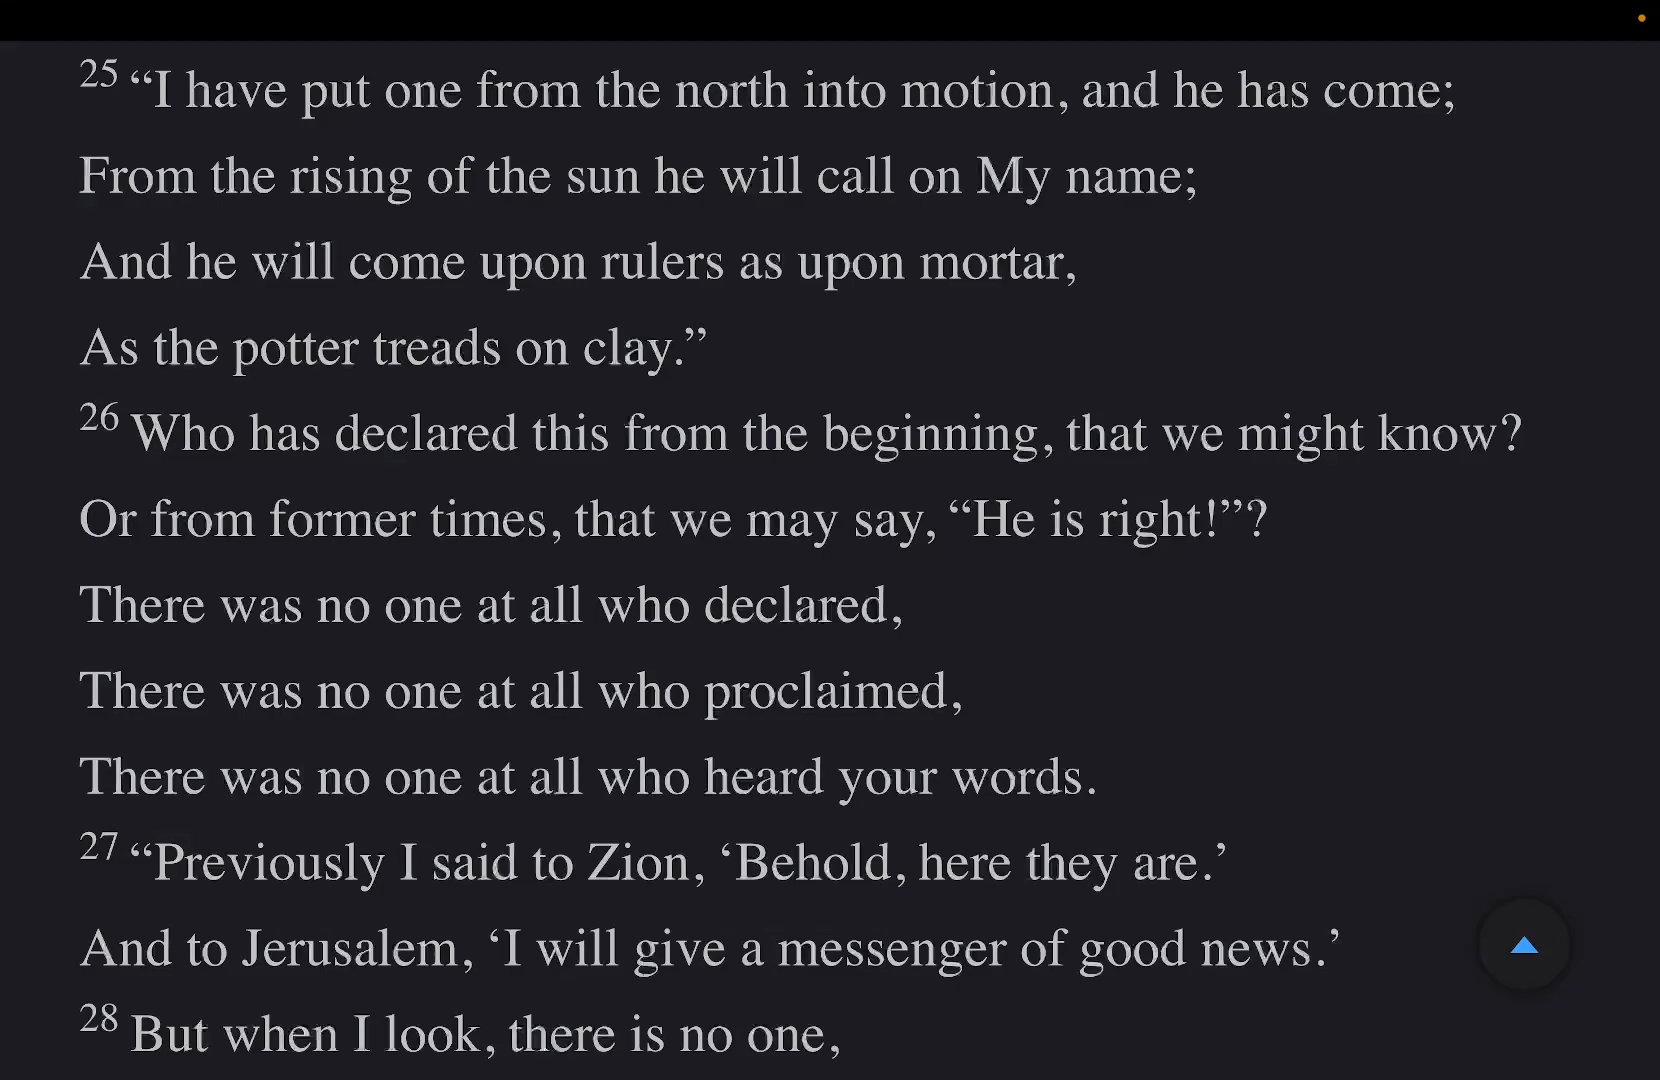 25 “I have put one from the north into motion, and he has come;
From the rising of the sun he will call on My name;
And he will come upon rulers as upon mortar,
As the potter treads on clay.”
26 Who has declared this from the beginning, that we might know?
Or from former times, that we may say, “He is right!”?
There was no one at all who declared,
There was no one at all who proclaimed,
There was no one at all who heard your words.
27 “Previously I said to Zion, ‘Behold, here they are.’
And to Jerusalem, ‘I will give a messenger of good news.’
28 But when I look, there is no one,